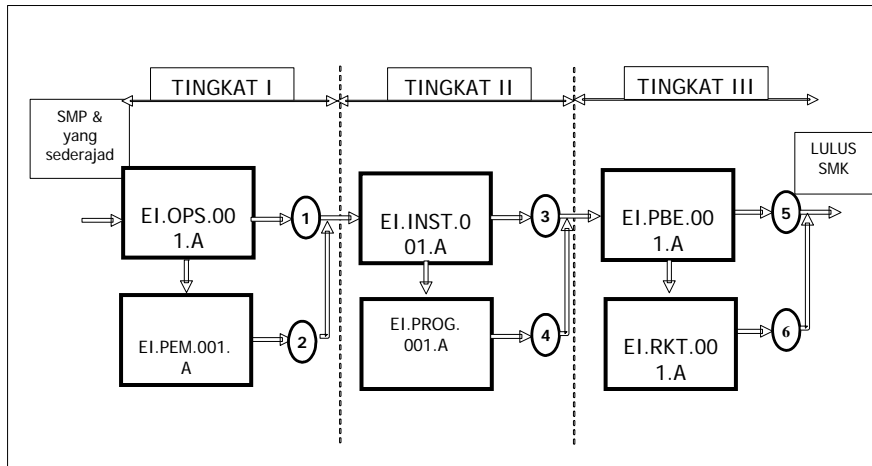 TINGKAT I
TINGKAT II
TINGKAT III
SMP &
yang
sederajad
LULUS
SMK
EI.OPS.00
1.A
1
EI.INST.0
01.A
3
EI.PBE.00
1.A
5
EI.PEM.001.
A
2
EI.PROG.
001.A
4
EI.RKT.00
1.A
6